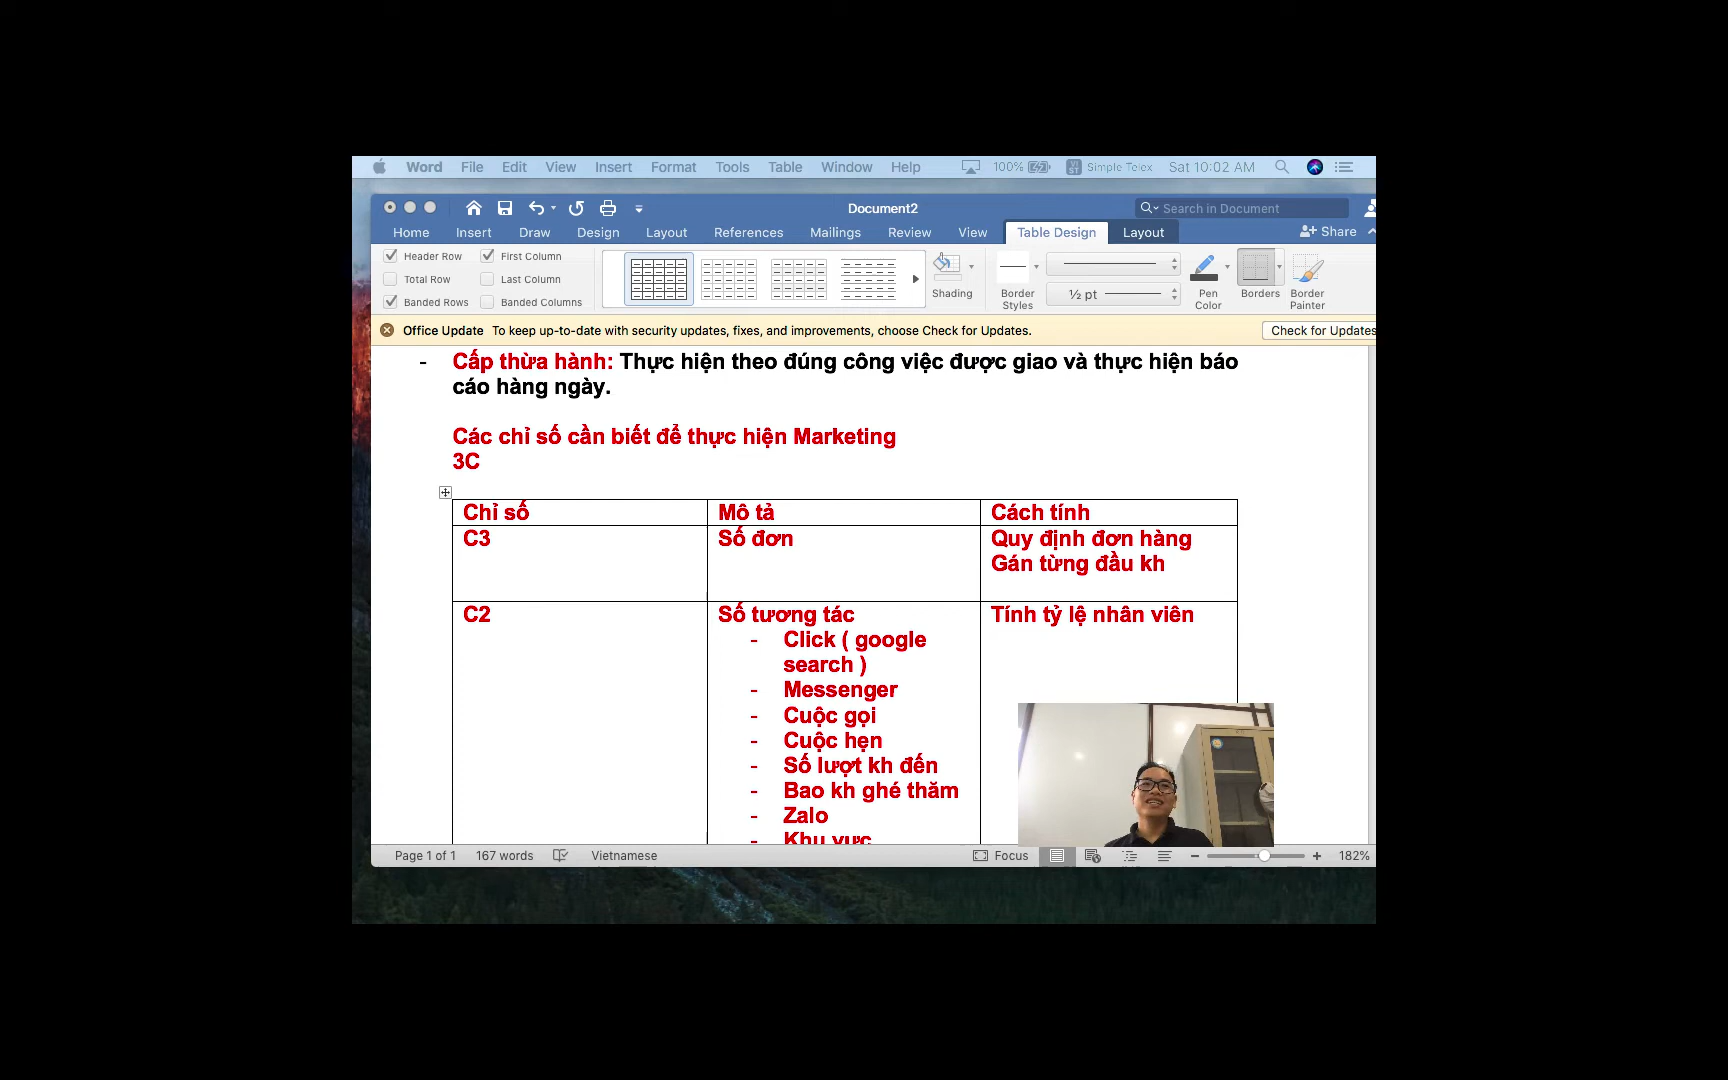 Word File Edit View Insert Format Tools Table Window Help 100% VI ST Simple Telex Sat 10:02 AM
Document2 Search in Document
Home Insert Draw Design Layout References Mailings Review View Table Design Layout Share
Header Row First Column
Total Row Last Column
Banded Rows Banded Columns
Shading
Border Styles
½ pt
Pen Color
Borders
Border Painter
Office Update To keep up-to-date with security updates, fixes, and improvements, choose Check for Updates. Check for Updates
- Cấp thừa hành: Thực hiện theo đúng công việc được giao và thực hiện báo
cáo hàng ngày.
Các chỉ số cần biết để thực hiện Marketing
3C
Chỉ số Mô tả Cách tính
C3 Số đơn Quy định đơn hàng
Gán từng đầu kh
C2 Số tương tác Tính tỷ lệ nhân viên
- Click ( google
search )
- Messenger
- Cuộc gọi
- Cuộc hẹn
- Số lượt kh đến
- Bao kh ghé thăm
- Zalo
- Khu vực
Page 1 of 1 167 words Vietnamese Focus 182%